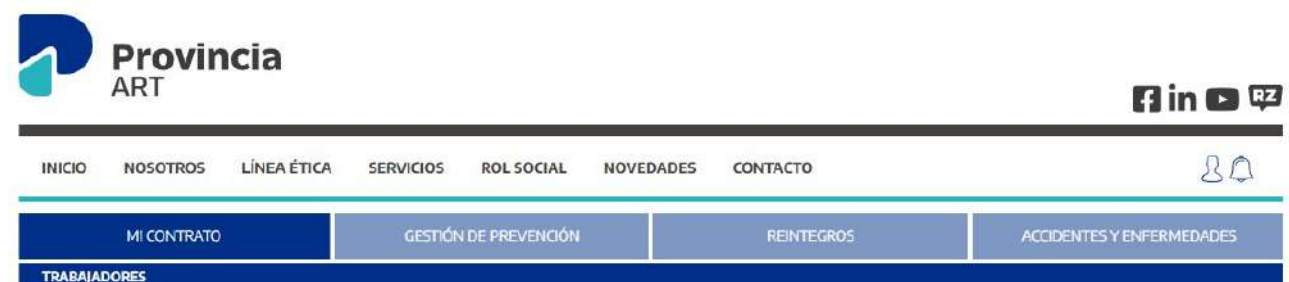 Provincia
ART
RZ
INICIO NOSOTROS LÍNEA ÉTICA SERVICIOS ROL SOCIAL NOVEDADES CONTACTO
MI CONTRATO GESTIÓN DE PREVENCIÓN REINTEGROS ACCIDENTES Y ENFERMEDADES
TRABAJADORES